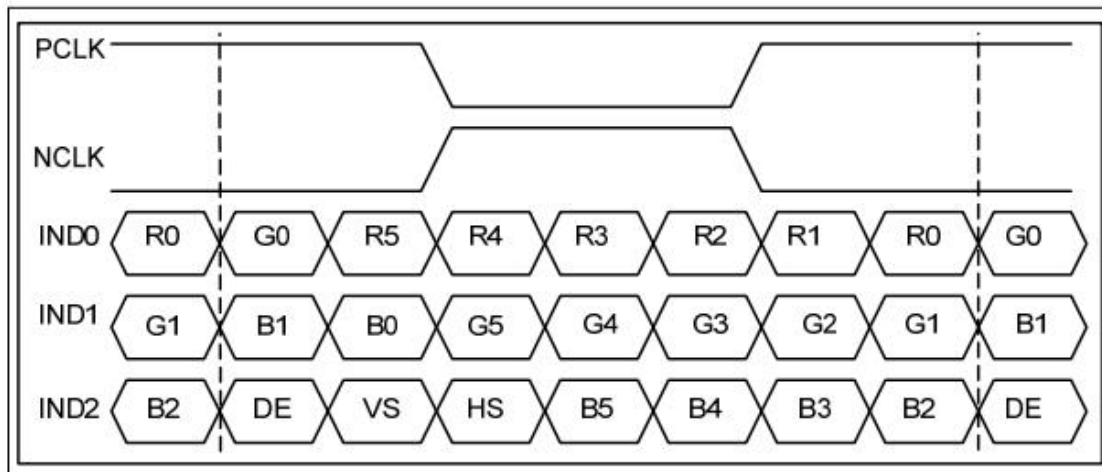 PCLK
NCLK
IND0 R0 G0 R5 R4 R3 R2 R1 R0 G0
IND1 G1 B1 B0 G5 G4 G3 G2 G1 B1
IND2 B2 DE VS HS B5 B4 B3 B2 DE